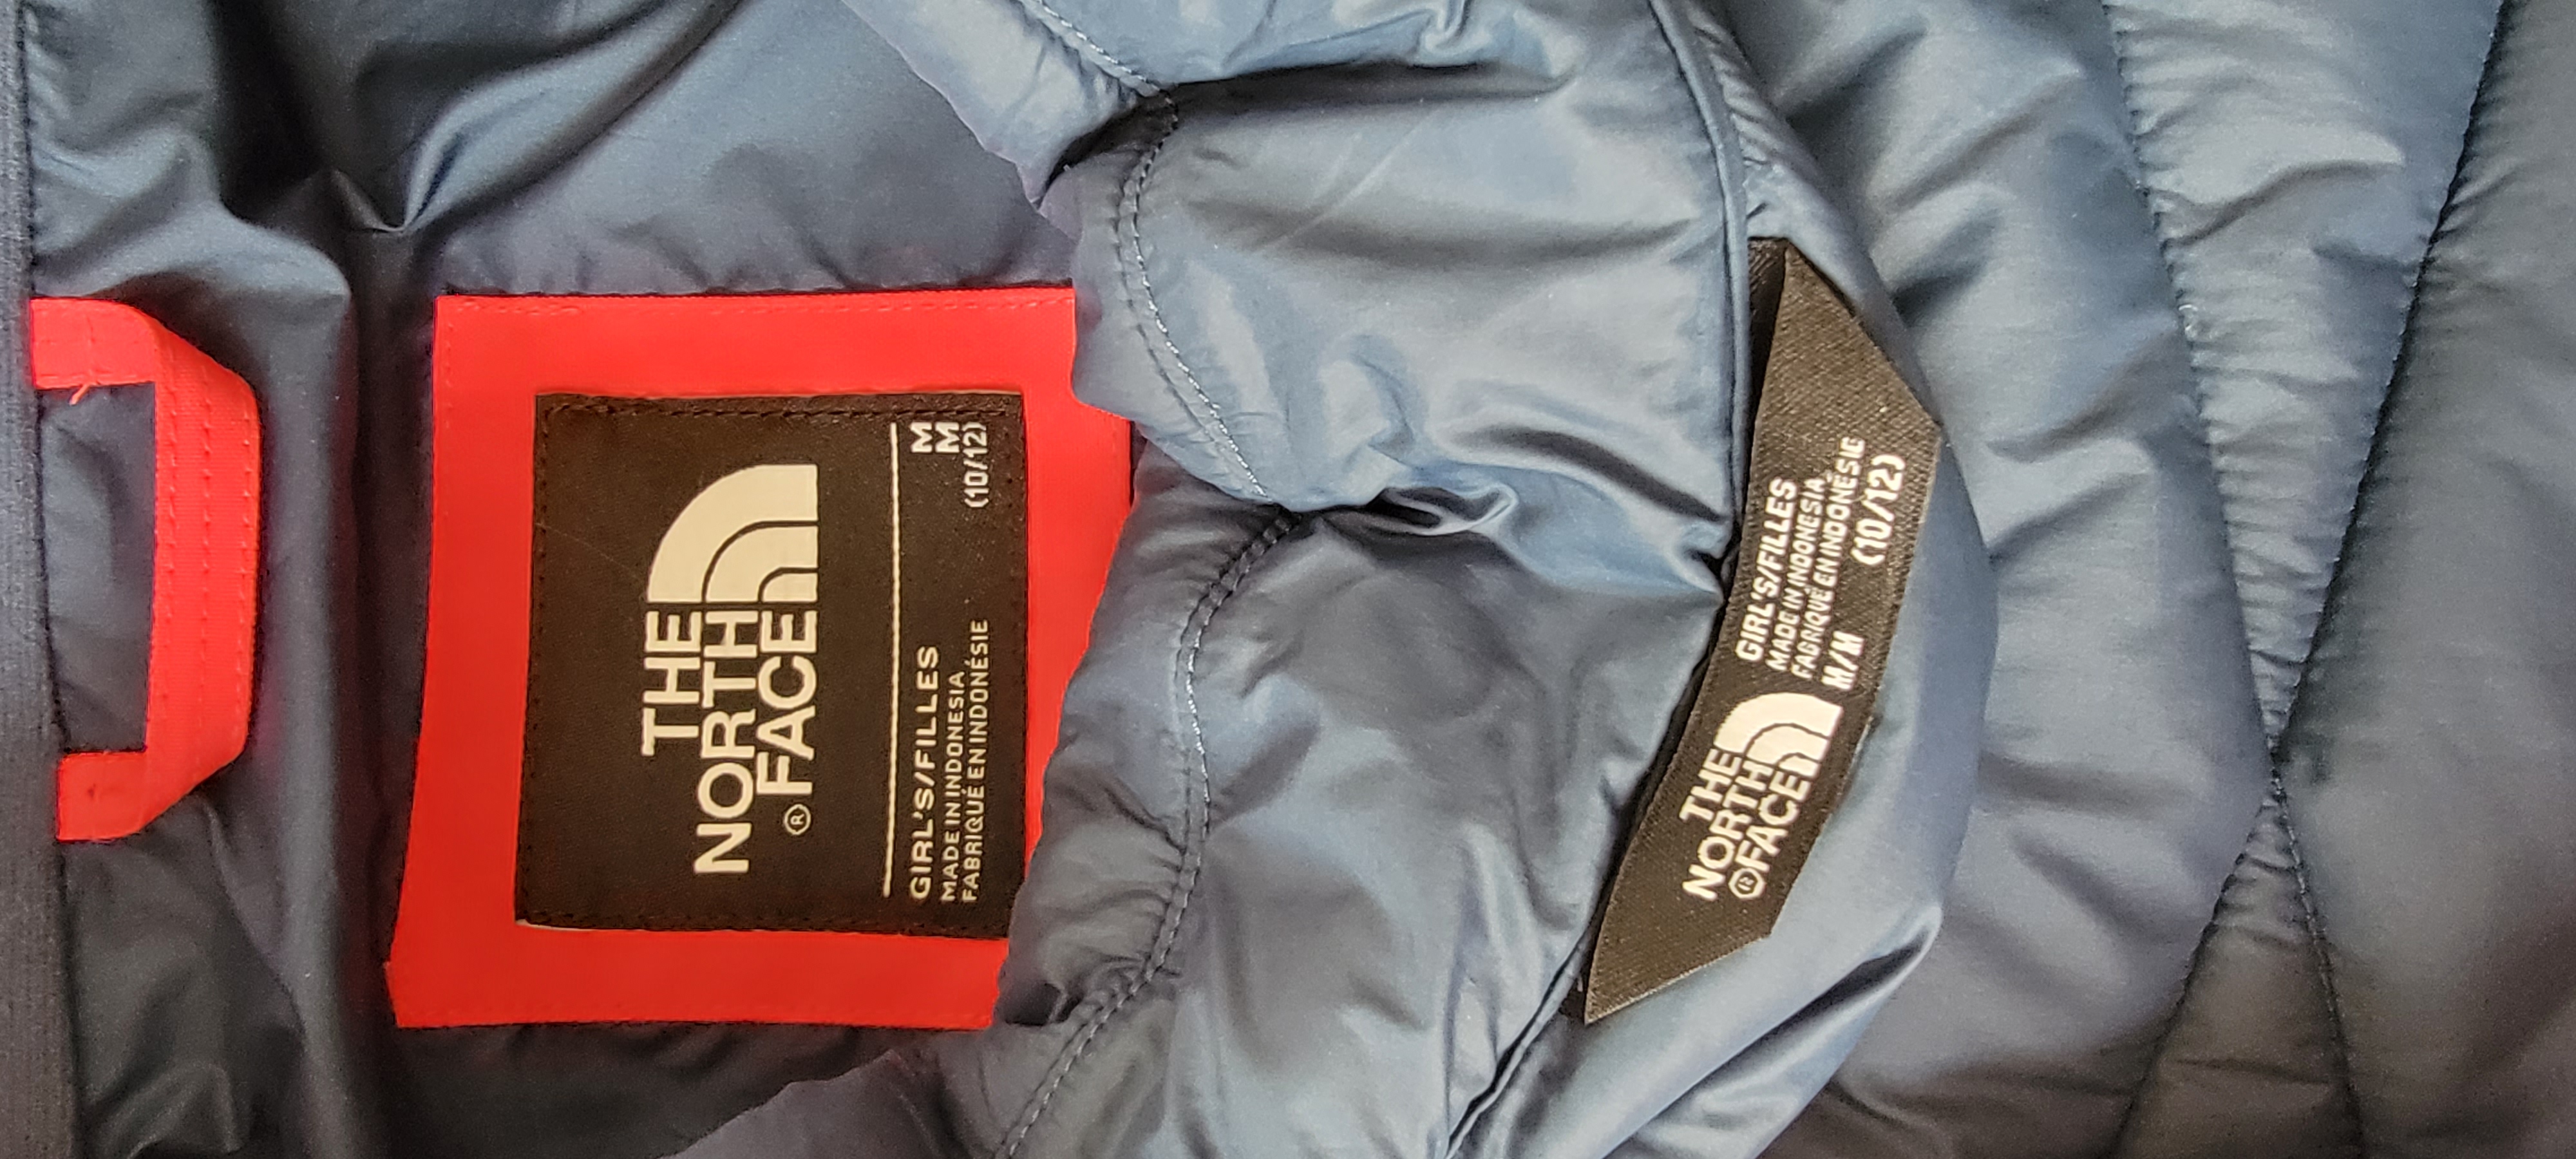 THE
NORTH
FACE®
GIRL'S/FILLES M
MADE IN INDONESIA M
FABRIQUÉ EN INDONÉSIE (10/12)
THE
NORTH
®FACE
GIRL'S/FILLES
MADE IN INDONESIA
FABRIQUÉ EN INDONÉSIE
M/M (10/12)